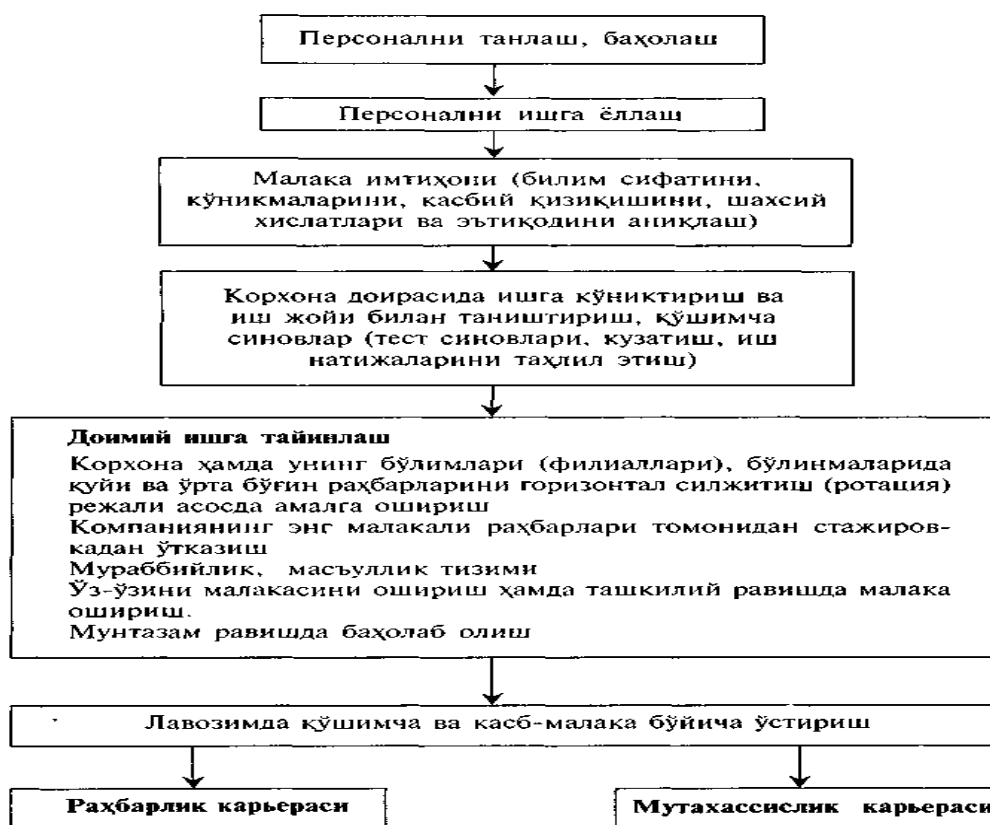 Персонални танлаш, баҳолаш
Персонални ишга ёллаш
Малака имтиҳони (билим сифатини,
кўникмаларини, касбий қизиқишини, шахсий
хислатлари ва эътиқодини аниқлаш)
Корхона доирасида ишга кўниктириш ва
иш жойи билан таништириш, қўшимча
синовлар (тест синовлари, кузатиш, иш
натижаларини таҳлил этиш)
Доимий ишга тайинлаш
Корхона ҳамда унинг бўлимлари (филиаллари), бўлинмаларида
қуйи ва ўрта бўғин раҳбарларини горизонтал силжитиш (ротация)
режали асосда амалга ошириш
Компаниянинг энг малакали раҳбарлари томонидан стажиров-
кадан ўтказиш
Мураббийлик, масъуллик тизими
Ўз-ўзини малакасини ошириш ҳамда ташкилий равишда малака
ошириш.
Мунтазам равишда баҳолаб олиш
Лавозимда қўшимча ва касб-малака бўйича ўстириш
Раҳбарлик карьераси
Мутахассислик карьераси